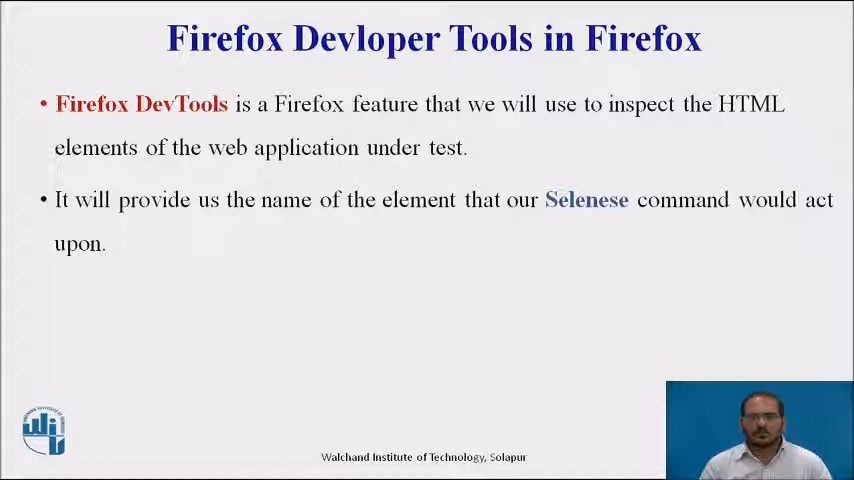 Firefox Devloper Tools in Firefox
• Firefox DevTools is a Firefox feature that we will use to inspect the HTML
elements of the web application under test.
• It will provide us the name of the element that our Selenese command would act
upon.
Walchand Institute of Technology, Solapur